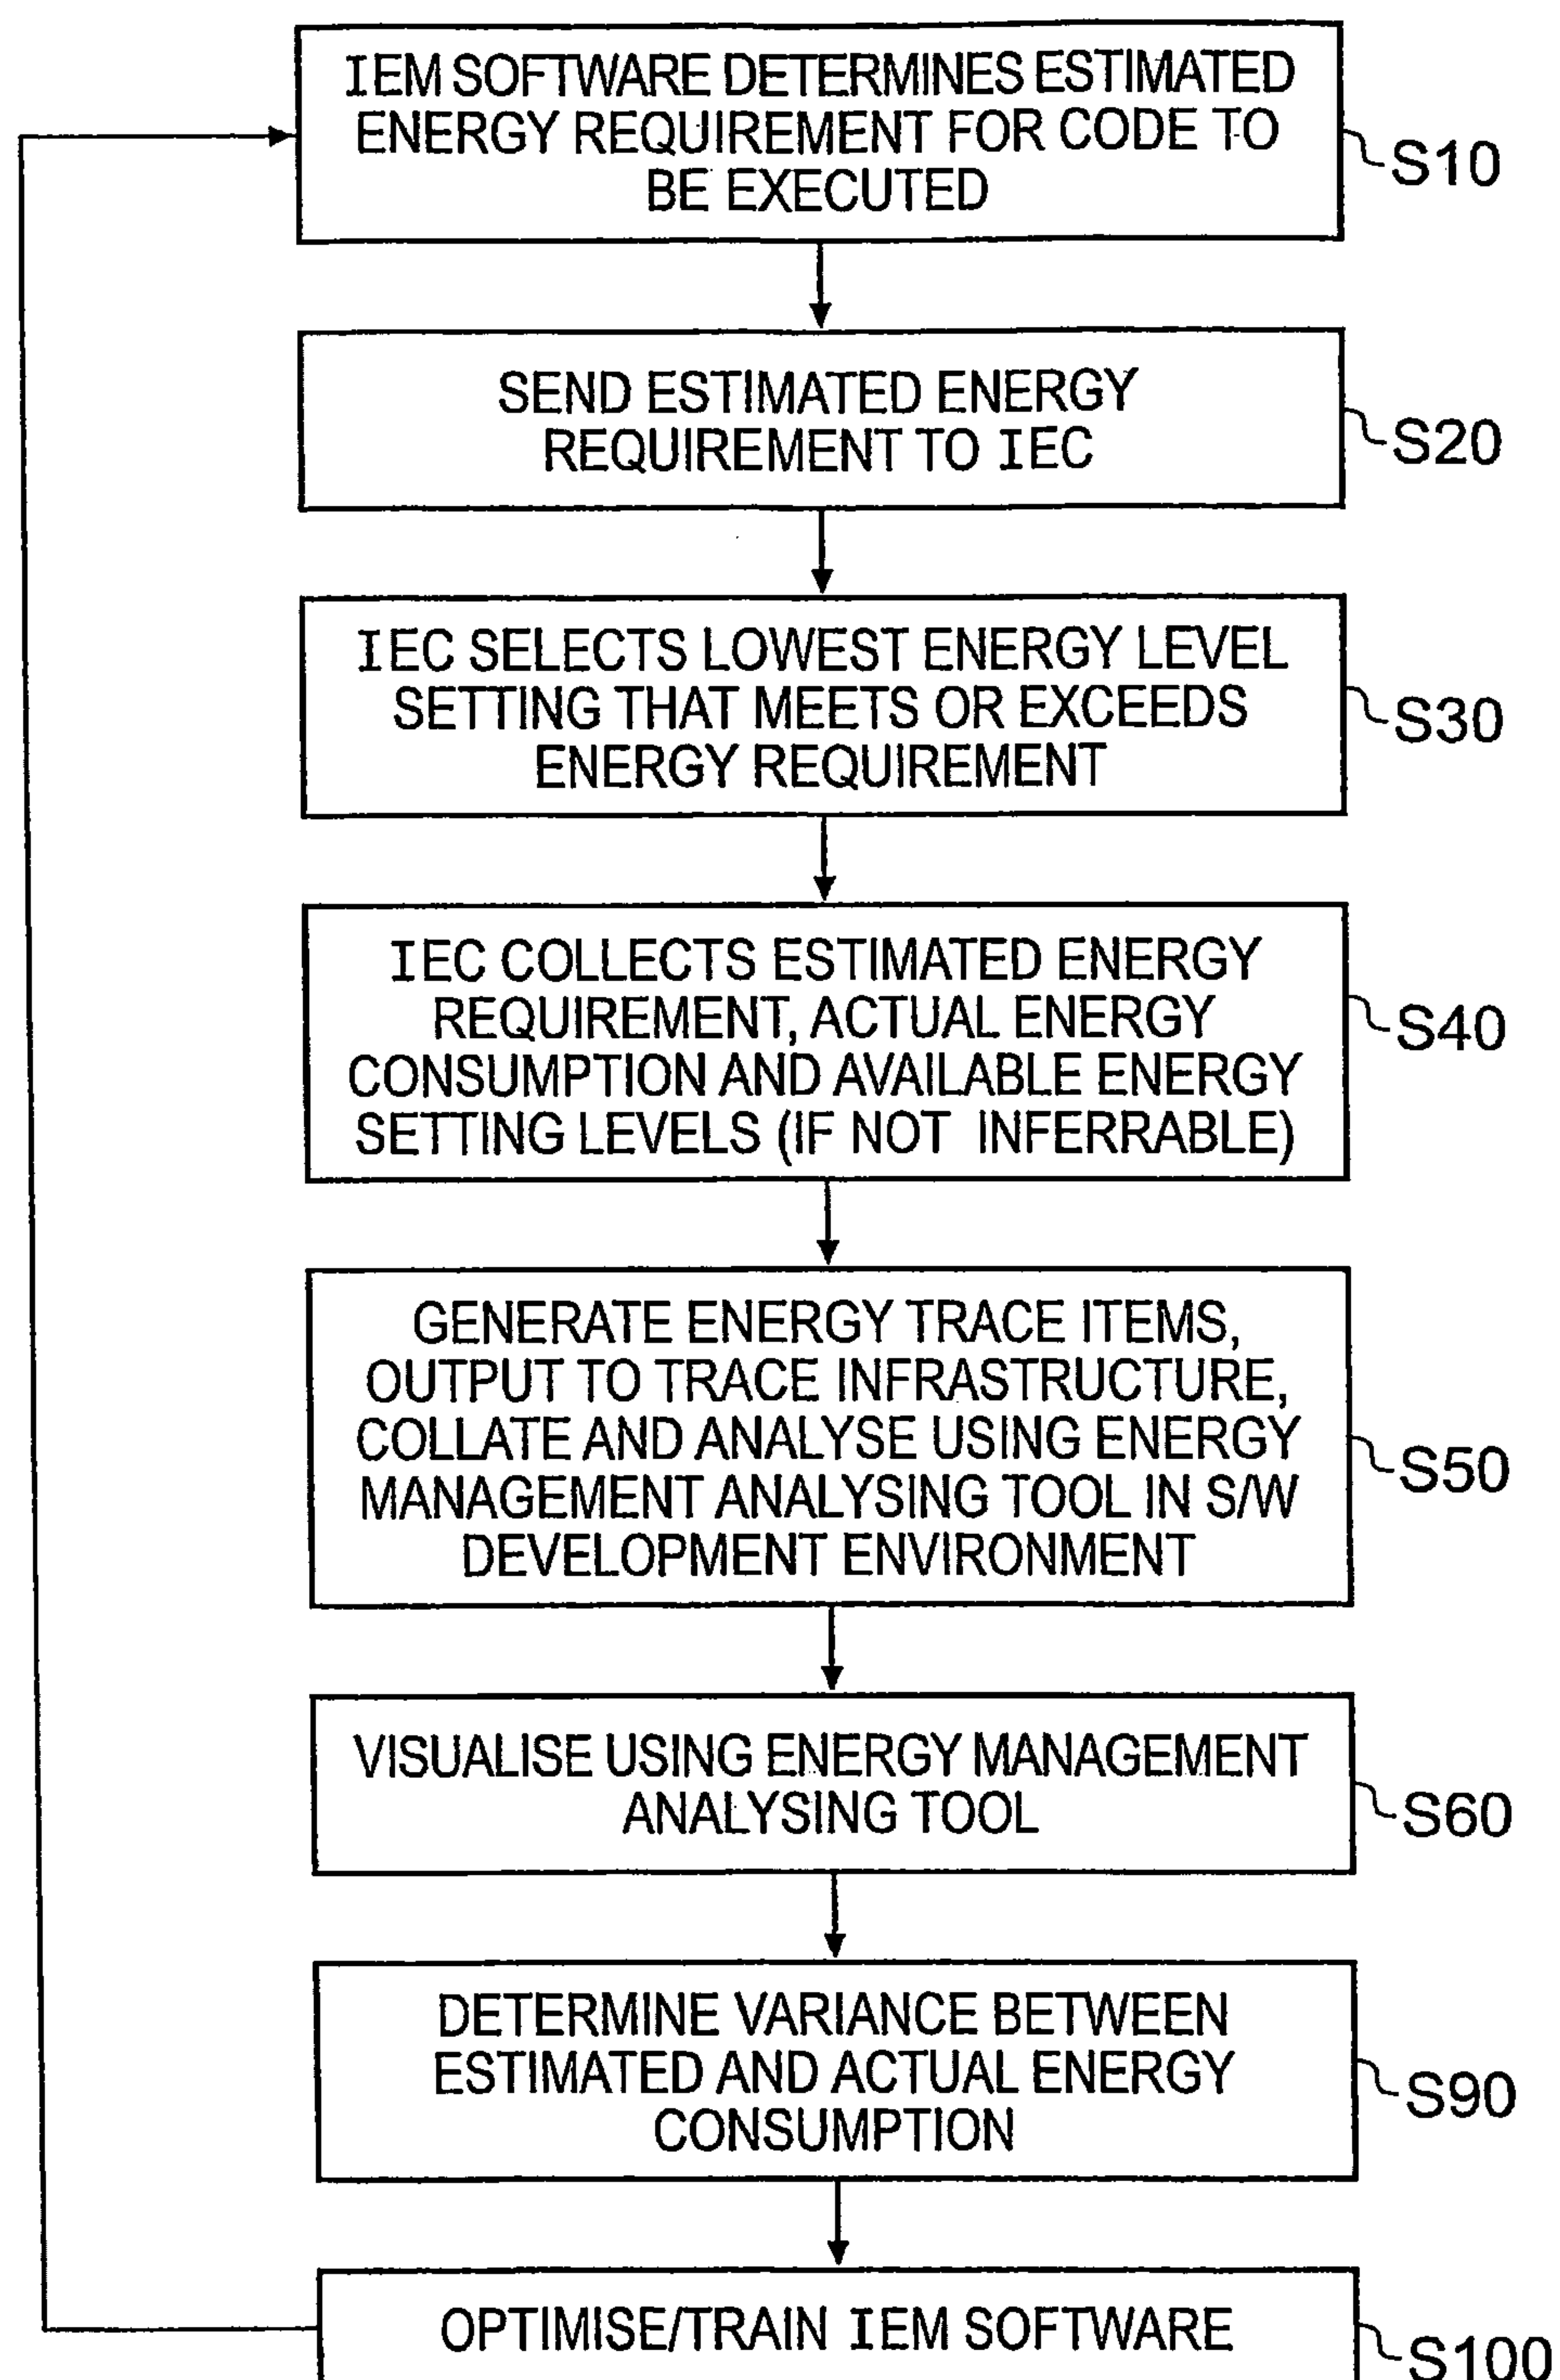 IEM SOFTWARE DETERMINES ESTIMATED
ENERGY REQUIREMENT FOR CODE TO
BE EXECUTED
S10
SEND ESTIMATED ENERGY
REQUIREMENT TO IEC
S20
IEC SELECTS LOWEST ENERGY LEVEL
SETTING THAT MEETS OR EXCEEDS
ENERGY REQUIREMENT
S30
IEC COLLECTS ESTIMATED ENERGY
REQUIREMENT, ACTUAL ENERGY
CONSUMPTION AND AVAILABLE ENERGY
SETTING LEVELS (IF NOT INFERRABLE)
S40
GENERATE ENERGY TRACE ITEMS,
OUTPUT TO TRACE INFRASTRUCTURE,
COLLATE AND ANALYSE USING ENERGY
MANAGEMENT ANALYSING TOOL IN S/W
DEVELOPMENT ENVIRONMENT
S50
VISUALISE USING ENERGY MANAGEMENT
ANALYSING TOOL
S60
DETERMINE VARIANCE BETWEEN
ESTIMATED AND ACTUAL ENERGY
CONSUMPTION
S90
OPTIMISE/TRAIN IEM SOFTWARE
S100